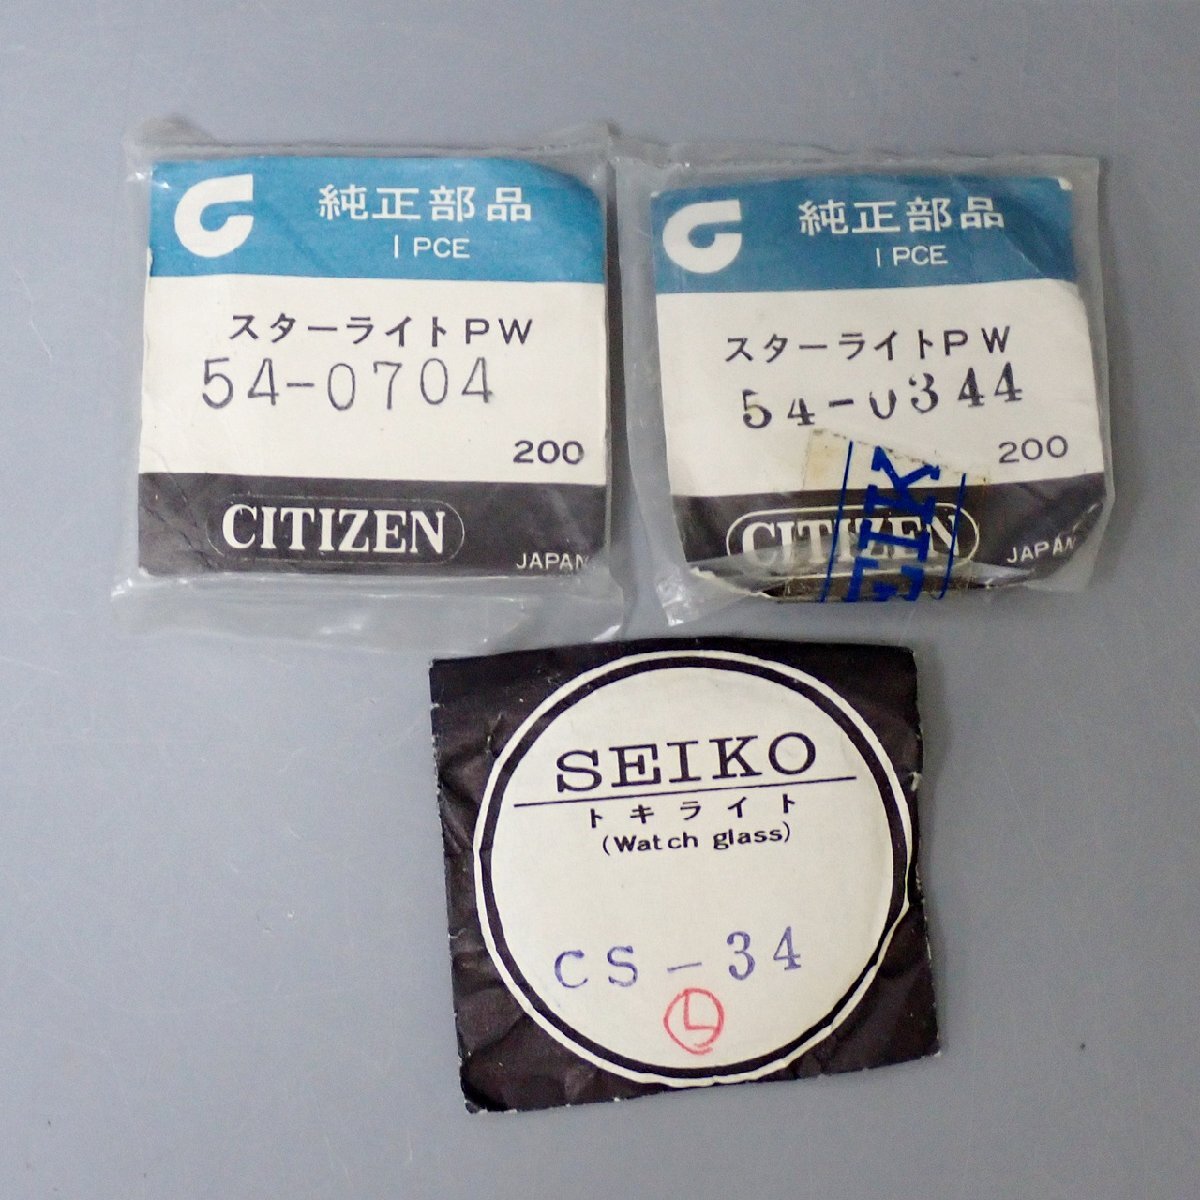 純正部品
1 PCE
スターライトPW
54-0704
200
CITIZEN
JAPAN
純正部品
1 PCE
スターライトPW
54-0344
200
CITIZEN
JAPAN
EIK
SEIKO
トキライト
(Watch glass)
CS-34
L